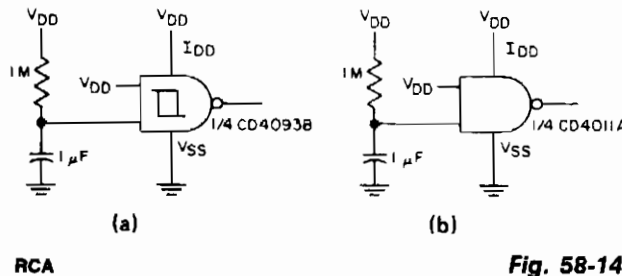 VDD
VDD
IDD
1M
VDD
1/4 CD4093B
1 µF
VSS
(a)
VDD
VDD
IDD
1M
VDD
1/4 CD4011A
1 µF
VSS
(b)
RCA
Fig. 58-14